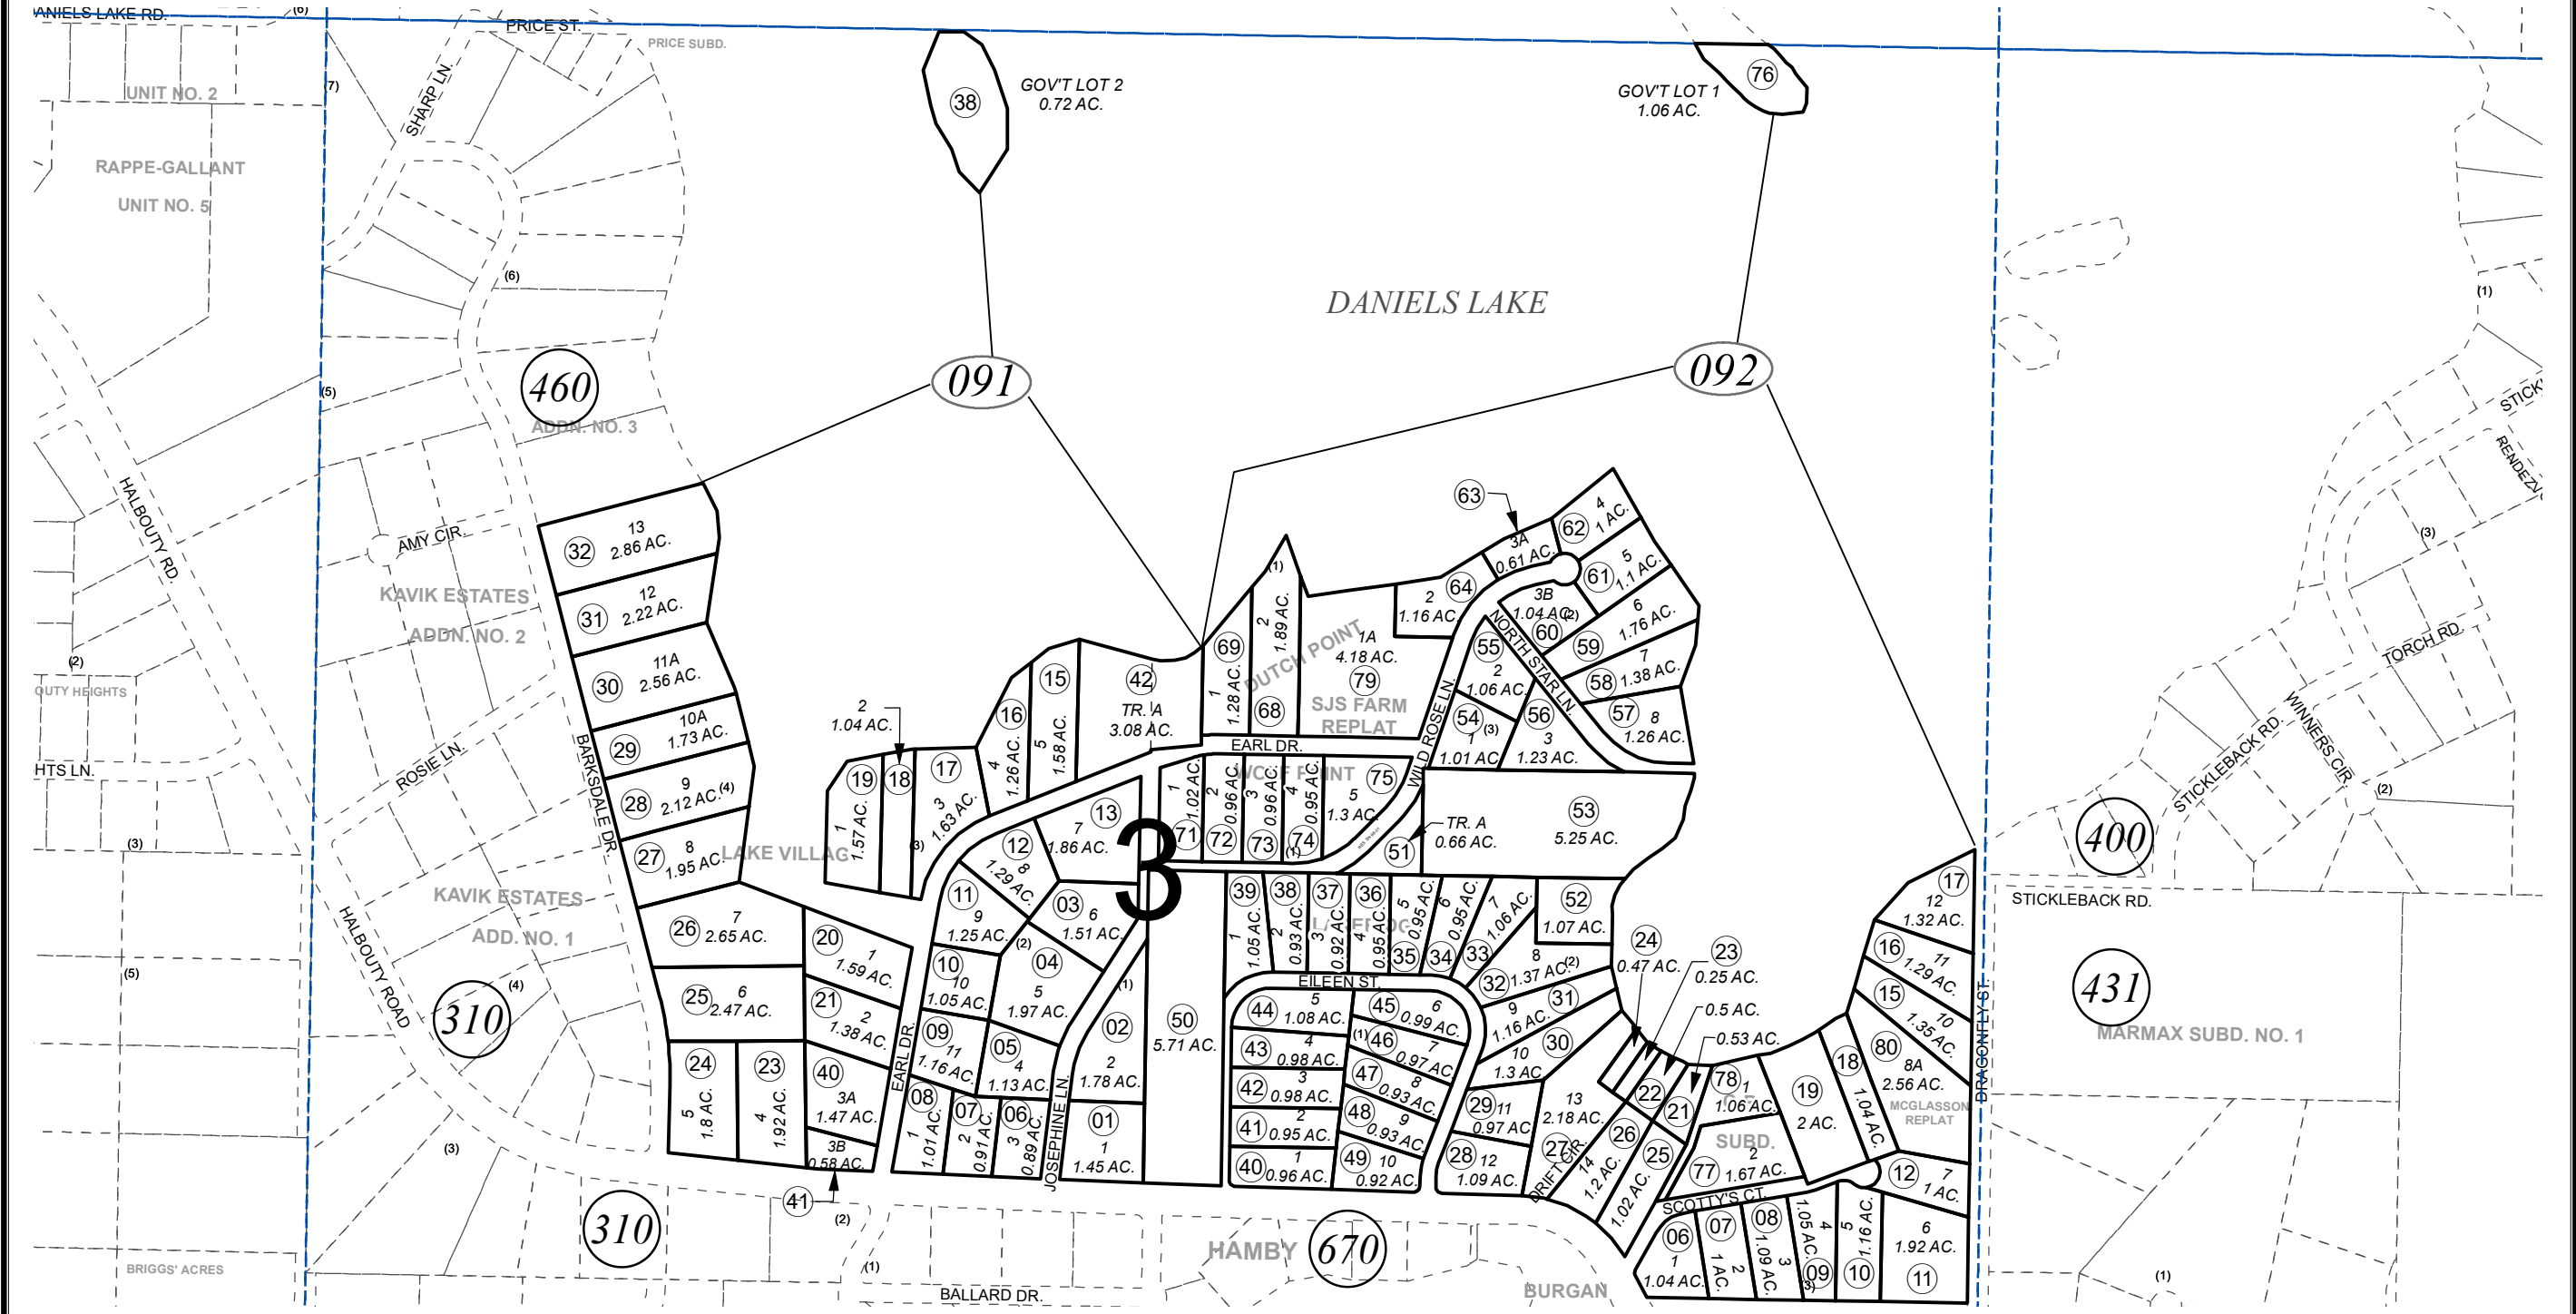 DANIELS LAKE RD.
(6)
PRICE ST.
PRICE SUBD.
UNIT NO. 2
(7)
SHARP LN.
RAPPE-GALLANT
UNIT NO. 5
38
GOV'T LOT 2
0.72 AC.
GOV'T LOT 1
1.06 AC.
76
(6)
(1)
DANIELS LAKE
460
ADDN. NO. 3
(5)
091
092
HALBOUTY RD.
AMY CIR.
KAVIK ESTATES
ADDN. NO. 2
(2)
OUTY HEIGHTS
HTS LN.
ROSIE LN.
BARKSDALE DR.
32
13
2.86 AC.
31
12
2.22 AC.
30
11A
2.56 AC.
29
10A
1.73 AC.
28
9
2.12 AC.
(4)
27
8
1.95 AC.
26
7
2.65 AC.
25
6
2.47 AC.
24
5
1.8 AC.
23
4
1.92 AC.
LAKE VILLAG
2
1.04 AC.
19
1
1.57 AC.
18
17
3
1.63 AC.
(3)
16
4
1.26 AC.
15
5
1.58 AC.
42
TR. A
3.08 AC.
20
1
1.59 AC.
21
2
1.38 AC.
40
3A
1.47 AC.
3B
0.58 AC.
41
EARL DR.
13
7
1.86 AC.
12
8
1.29 AC.
11
9
1.25 AC.
(2)
10
10
1.05 AC.
09
11
1.16 AC.
03
6
1.51 AC.
04
5
1.97 AC.
05
4
1.13 AC.
08
1
1.01 AC.
07
2
0.91 AC.
06
3
0.89 AC.
JOSEPHINE LN.
(1)
02
2
1.78 AC.
01
1
1.45 AC.
50
5.71 AC.
3
69
1
1.28 AC.
(1)
2
1.89 AC.
68
DUTCH POINT
1A
4.18 AC.
79
SJS FARM
REPLAT
EARL DR.
63
3A
0.61 AC.
62
4
1 AC.
64
2
1.16 AC.
61
5
1.1 AC.
3B
1.04 AC.
(2)
60
59
6
1.76 AC.
58
7
1.38 AC.
57
8
1.26 AC.
NORTH STAR LN.
55
2
1.06 AC.
54
(3)
1
1.01 AC.
56
3
1.23 AC.
WILD ROSE LN.
71
1
1.02 AC.
72
2
0.96 AC.
73
3
0.96 AC.
74
4
0.95 AC.
(1)
75
5
1.3 AC.
51
TR. A
0.66 AC.
53
5.25 AC.
39
1
1.05 AC.
38
2
0.93 AC.
37
3
0.92 AC.
36
4
0.95 AC.
35
5
0.95 AC.
34
6
0.95 AC.
33
7
1.06 AC.
52
1.07 AC.
32
8
1.37 AC.
(2)
31
9
1.16 AC.
30
10
1.3 AC.
29
11
0.97 AC.
28
12
1.09 AC.
EILEEN ST.
44
5
1.08 AC.
43
4
0.98 AC.
42
3
0.98 AC.
41
2
0.95 AC.
40
1
0.96 AC.
45
6
0.99 AC.
(1)
46
7
0.97 AC.
47
8
0.93 AC.
48
9
0.93 AC.
49
10
0.92 AC.
13
2.18 AC.
27
DRIFT CIR.
26
14
1.2 AC.
25
1.02 AC.
24
0.47 AC.
23
0.25 AC.
0.5 AC.
0.53 AC.
22
21
78
1
1.06 AC.
SUBD.
77
2
1.67 AC.
19
2 AC.
18
1.04 AC.
17
12
1.32 AC.
16
11
1.29 AC.
15
10
1.35 AC.
80
8A
2.56 AC.
MCGLASSON
REPLAT
12
7
1 AC.
SCOTTY'S CT.
06
1
1.04 AC.
07
2
1 AC.
08
3
1.09 AC.
4
1.05 AC.
09
(3)
5
1.16 AC.
10
6
1.92 AC.
11
DRAGONFLY ST.
400
431
STICKLEBACK RD.
MARMAX SUBD. NO. 1
STICKLEBACK RD.
WINNERS CIR.
TORCH RD.
(3)
(2)
(1)
KAVIK ESTATES
ADD. NO. 1
310
(4)
HALBOUTY ROAD
(3)
(5)
(3)
BRIGGS' ACRES
310
(2)
(1)
BALLARD DR.
HAMBY
670
BURGAN